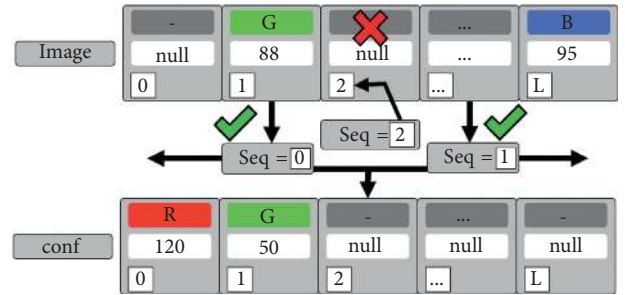 - G ... B
Image null 88 null ... 95
0 1 2 ... L
Seq = 2
Seq = 0 Seq = 1
R G - ... -
conf 120 50 null null null
0 1 2 ... L